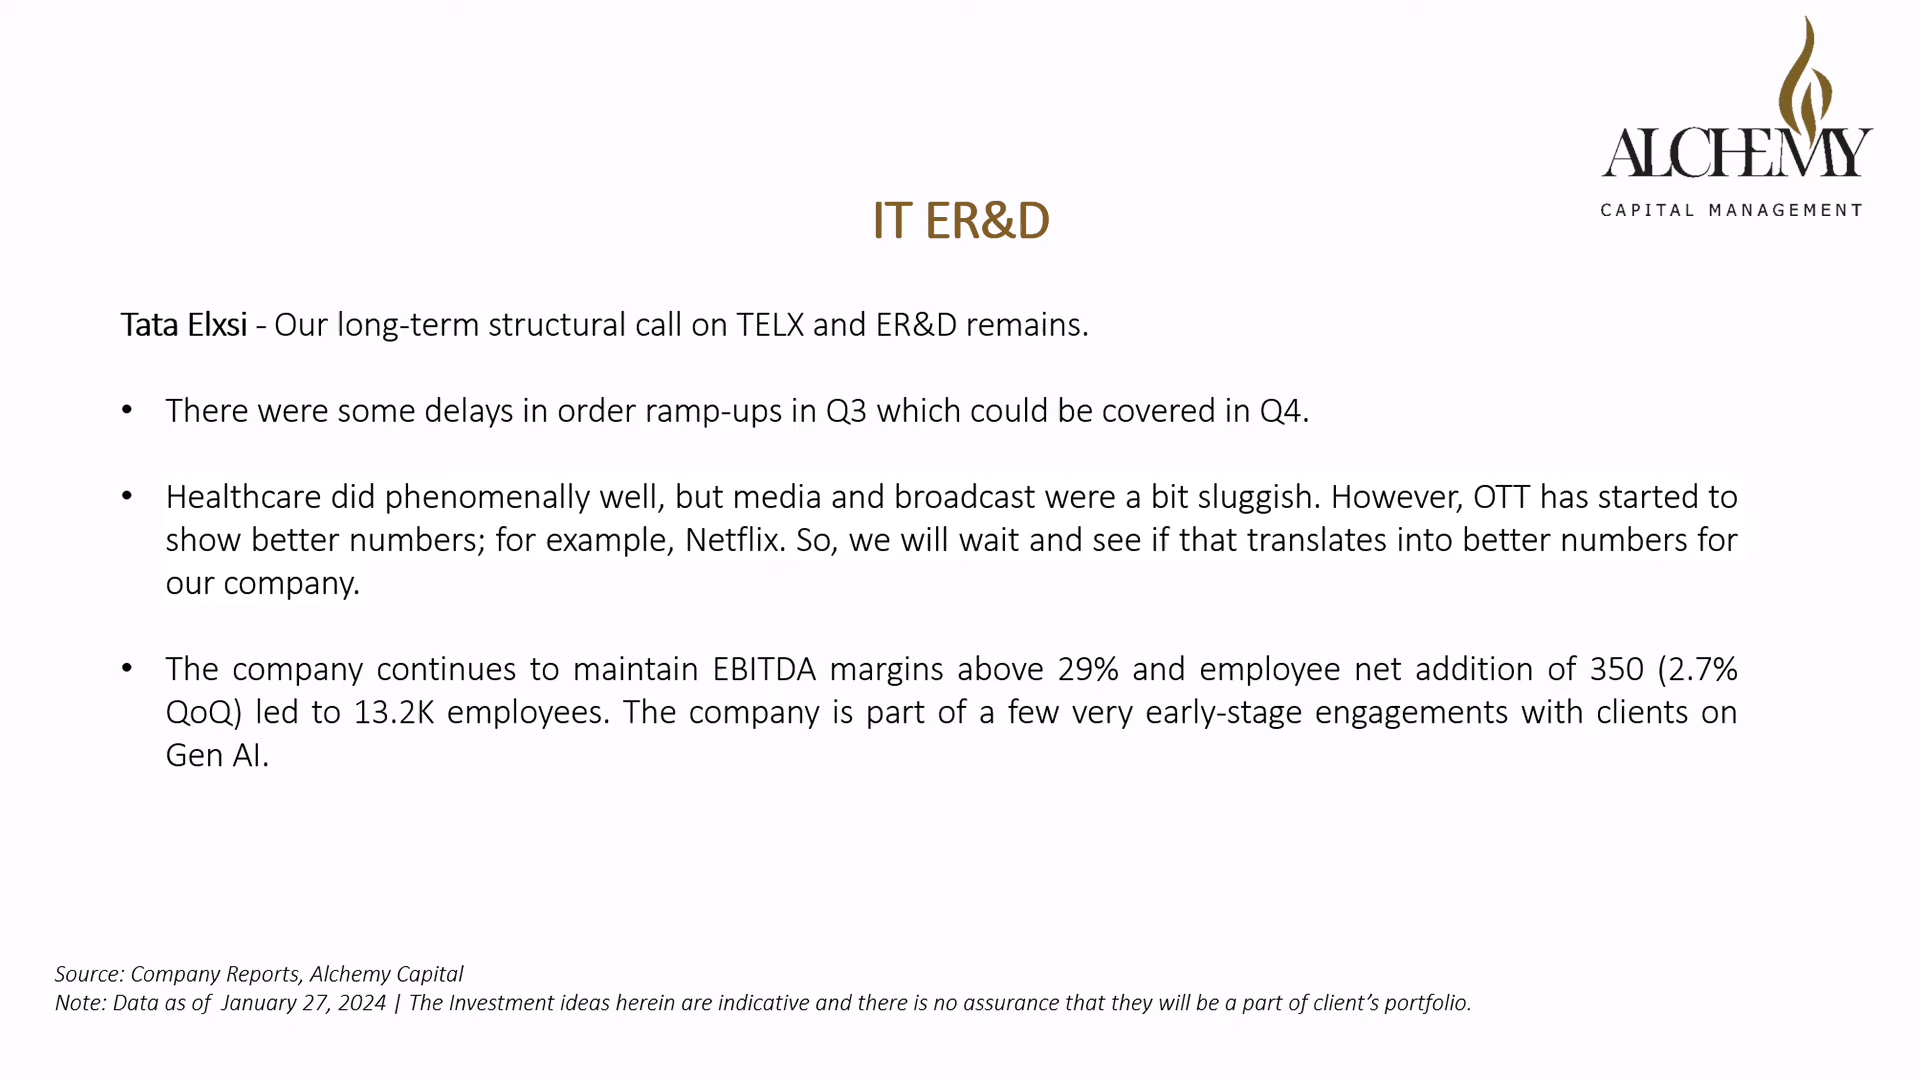 ALCHEMY
CAPITAL MANAGEMENT
IT ER&D
Tata Elxsi - Our long-term structural call on TELX and ER&D remains.
• There were some delays in order ramp-ups in Q3 which could be covered in Q4.
• Healthcare did phenomenally well, but media and broadcast were a bit sluggish. However, OTT has started to
show better numbers; for example, Netflix. So, we will wait and see if that translates into better numbers for
our company.
• The company continues to maintain EBITDA margins above 29% and employee net addition of 350 (2.7%
QoQ) led to 13.2K employees. The company is part of a few very early-stage engagements with clients on
Gen AI.
Source: Company Reports, Alchemy Capital
Note: Data as of January 27, 2024 | The Investment ideas herein are indicative and there is no assurance that they will be a part of client’s portfolio.